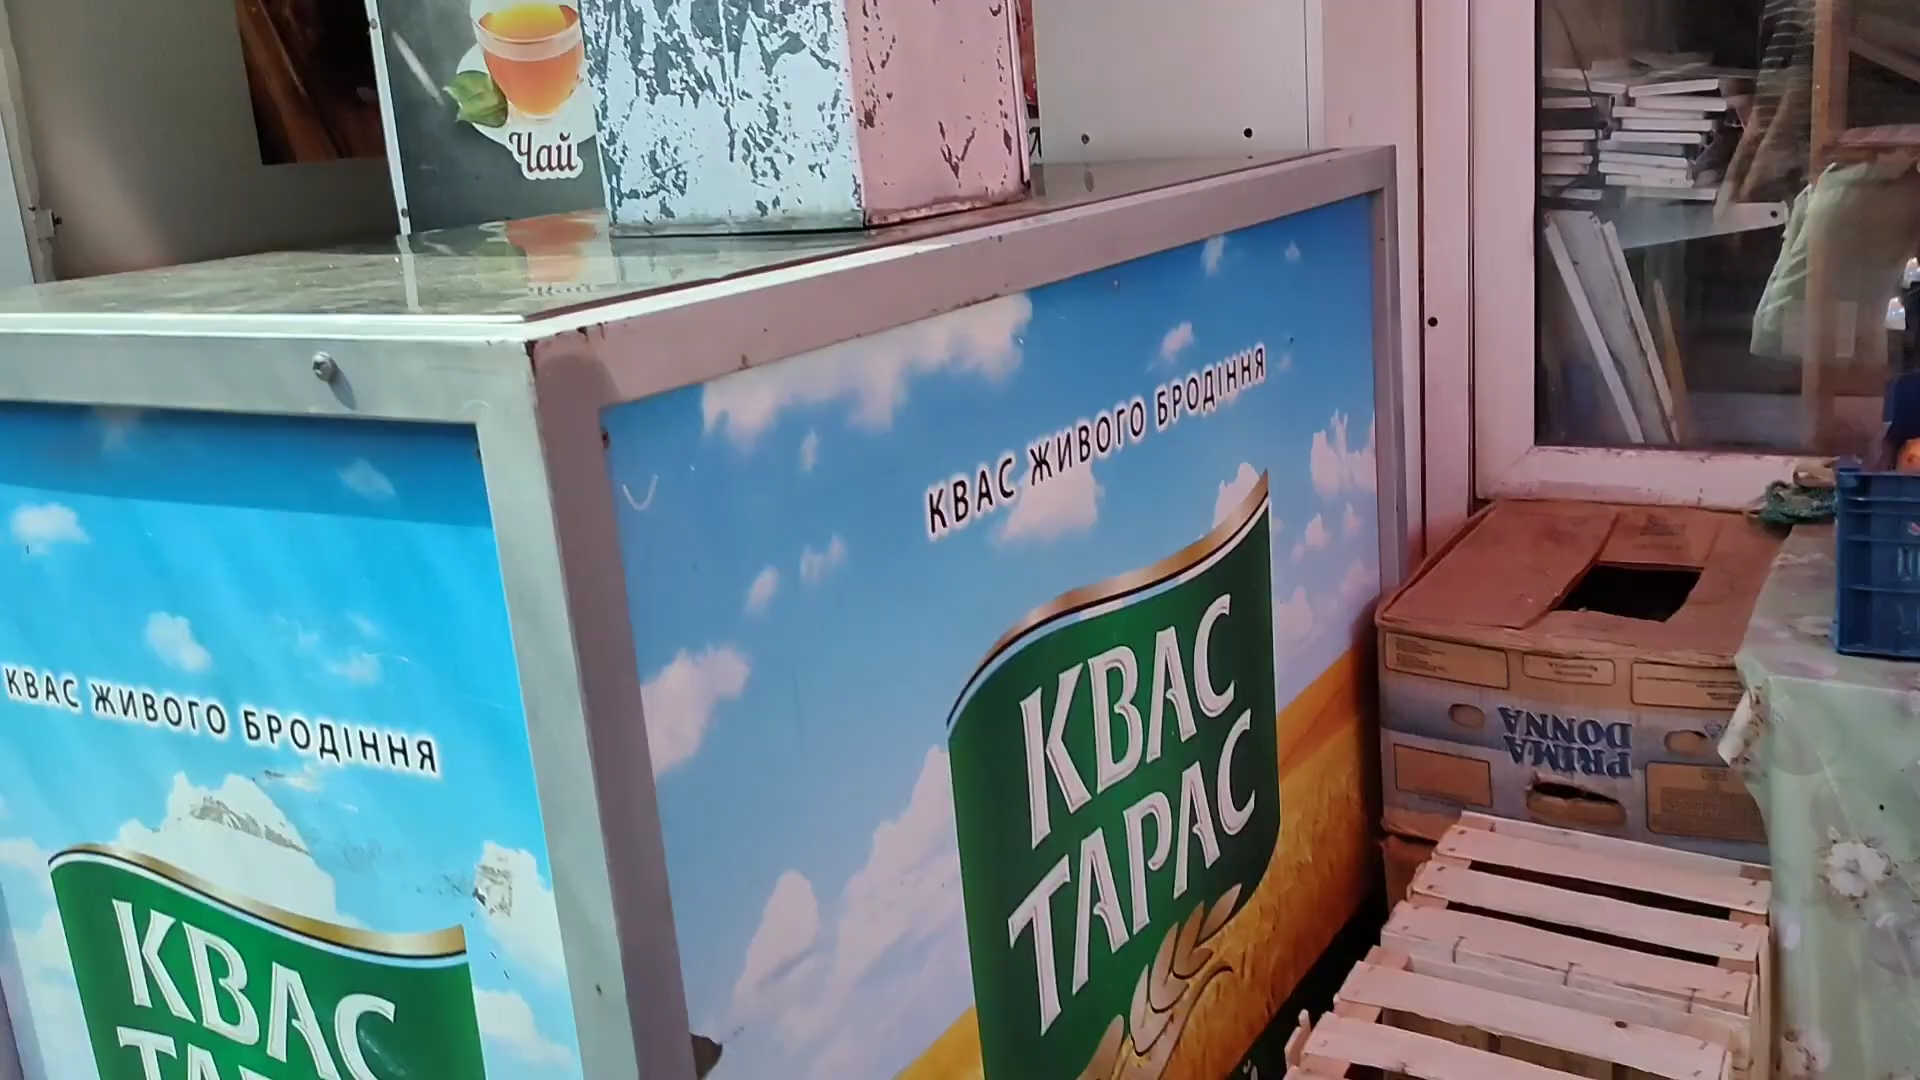 Чай
КВАС ЖИВОГО БРОДІННЯ
КВАС
ТАРАС
КВАС ЖИВОГО БРОДІННЯ
КВАС
PRIMA
DONNA